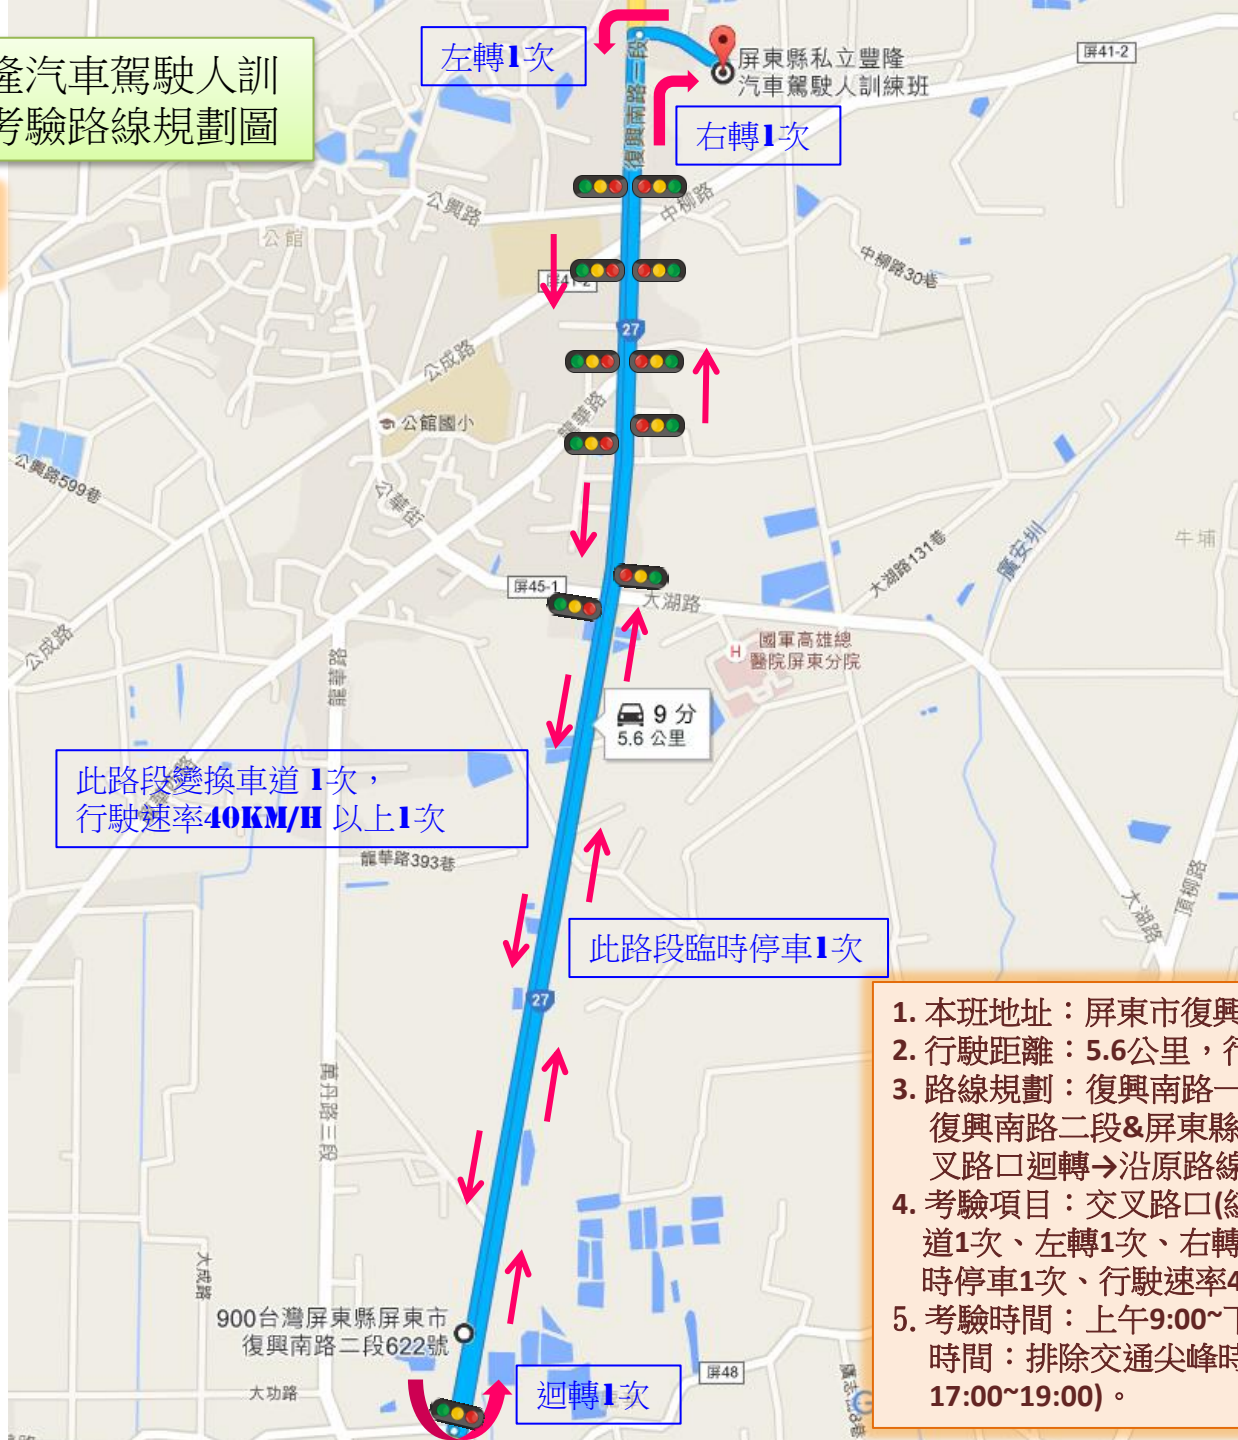 隆汽車駕駛人訓
考驗路線規劃圖
左轉1次
右轉1次
屏東縣私立豐隆
汽車駕駛人訓練班
屏41-2
復興南路一段
公興路
公館
中柳路
中柳路30巷
屏41-2
27
公成路
龍華路
公館國小
公興路599巷
公華街
屏45-1
大湖路
大湖路131巷
廣安圳
牛埔
國軍高雄總
醫院屏東分院
H
公成路
龍華路
9 分
5.6 公里
此路段變換車道 1次，
行駛速率40KM/H 以上1次
龍華路393巷
大湖路
頂柳路
此路段臨時停車1次
27
萬丹路三段
大成路
900台灣屏東縣屏東市
復興南路二段622號
大功路
迴轉1次
屏48
1. 本班地址：屏東市復興
2. 行駛距離：5.6公里，行
3. 路線規劃：復興南路一
復興南路二段&屏東縣
叉路口迴轉→沿原路線
4. 考驗項目：交叉路口(
道1次、左轉1次、右轉
時停車1次、行駛速率4
5. 考驗時間：上午9:00~下
時間：排除交通尖峰時
17:00~19:00)。